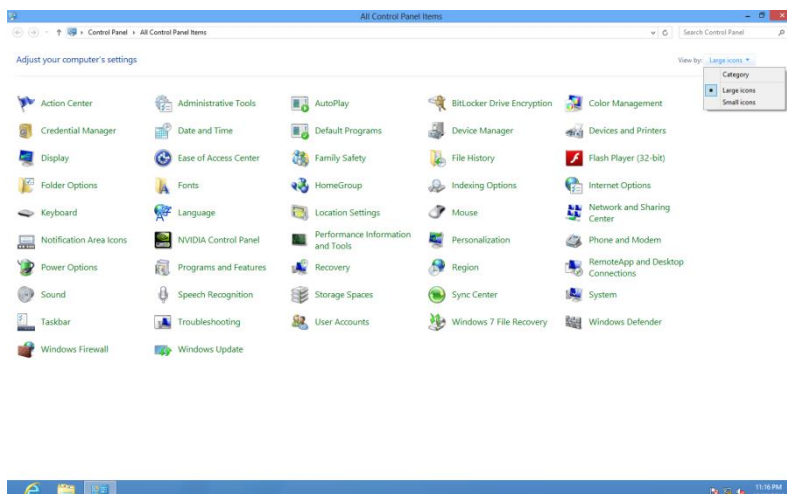 All Control Panel Items
Control Panel All Control Panel Items Search Control Panel
Adjust your computer's settings View by: Large icons
Category
Large icons
Small icons
Action Center Administrative Tools AutoPlay BitLocker Drive Encryption Color Management
Credential Manager Date and Time Default Programs Device Manager Devices and Printers
Display Ease of Access Center Family Safety File History Flash Player (32-bit)
Folder Options Fonts HomeGroup Indexing Options Internet Options
Keyboard Language Location Settings Mouse Network and Sharing
Center
Notification Area Icons NVIDIA Control Panel Performance Information
and Tools Personalization Phone and Modem
Power Options Programs and Features Recovery Region RemoteApp and Desktop
Connections
Sound Speech Recognition Storage Spaces Sync Center System
Taskbar Troubleshooting User Accounts Windows 7 File Recovery Windows Defender
Windows Firewall Windows Update
11:16 PM